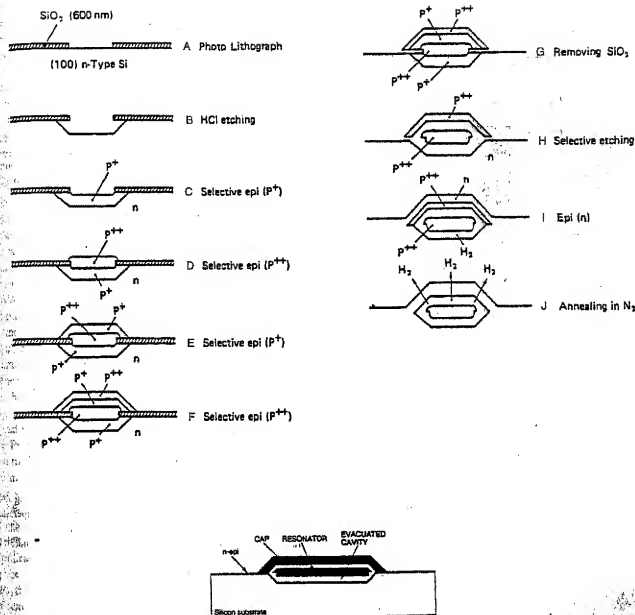 SiO₂ (600 nm)
(100) n-Type Si
A Photo Lithograph
B HCl etching
P⁺
n
C Selective epi (P⁺)
P⁺⁺
P⁺
n
D Selective epi (P⁺⁺)
P⁺⁺
P⁺
P⁺
n
E Selective epi (P⁺)
P⁺
P⁺⁺
P⁺⁺
P⁺
n
F Selective epi (P⁺⁺)
P⁺
P⁺⁺
P⁺⁺
P⁺
G Removing SiO₂
P⁺⁺
P⁺⁺
n
H Selective etching
P⁺⁺
n
P⁺⁺
H₂
I Epi (n)
H₂
H₂
H₂
J Annealing in N₂
n-epi
CAP
RESONATOR
EVACUATED
CAVITY
Silicon substrate